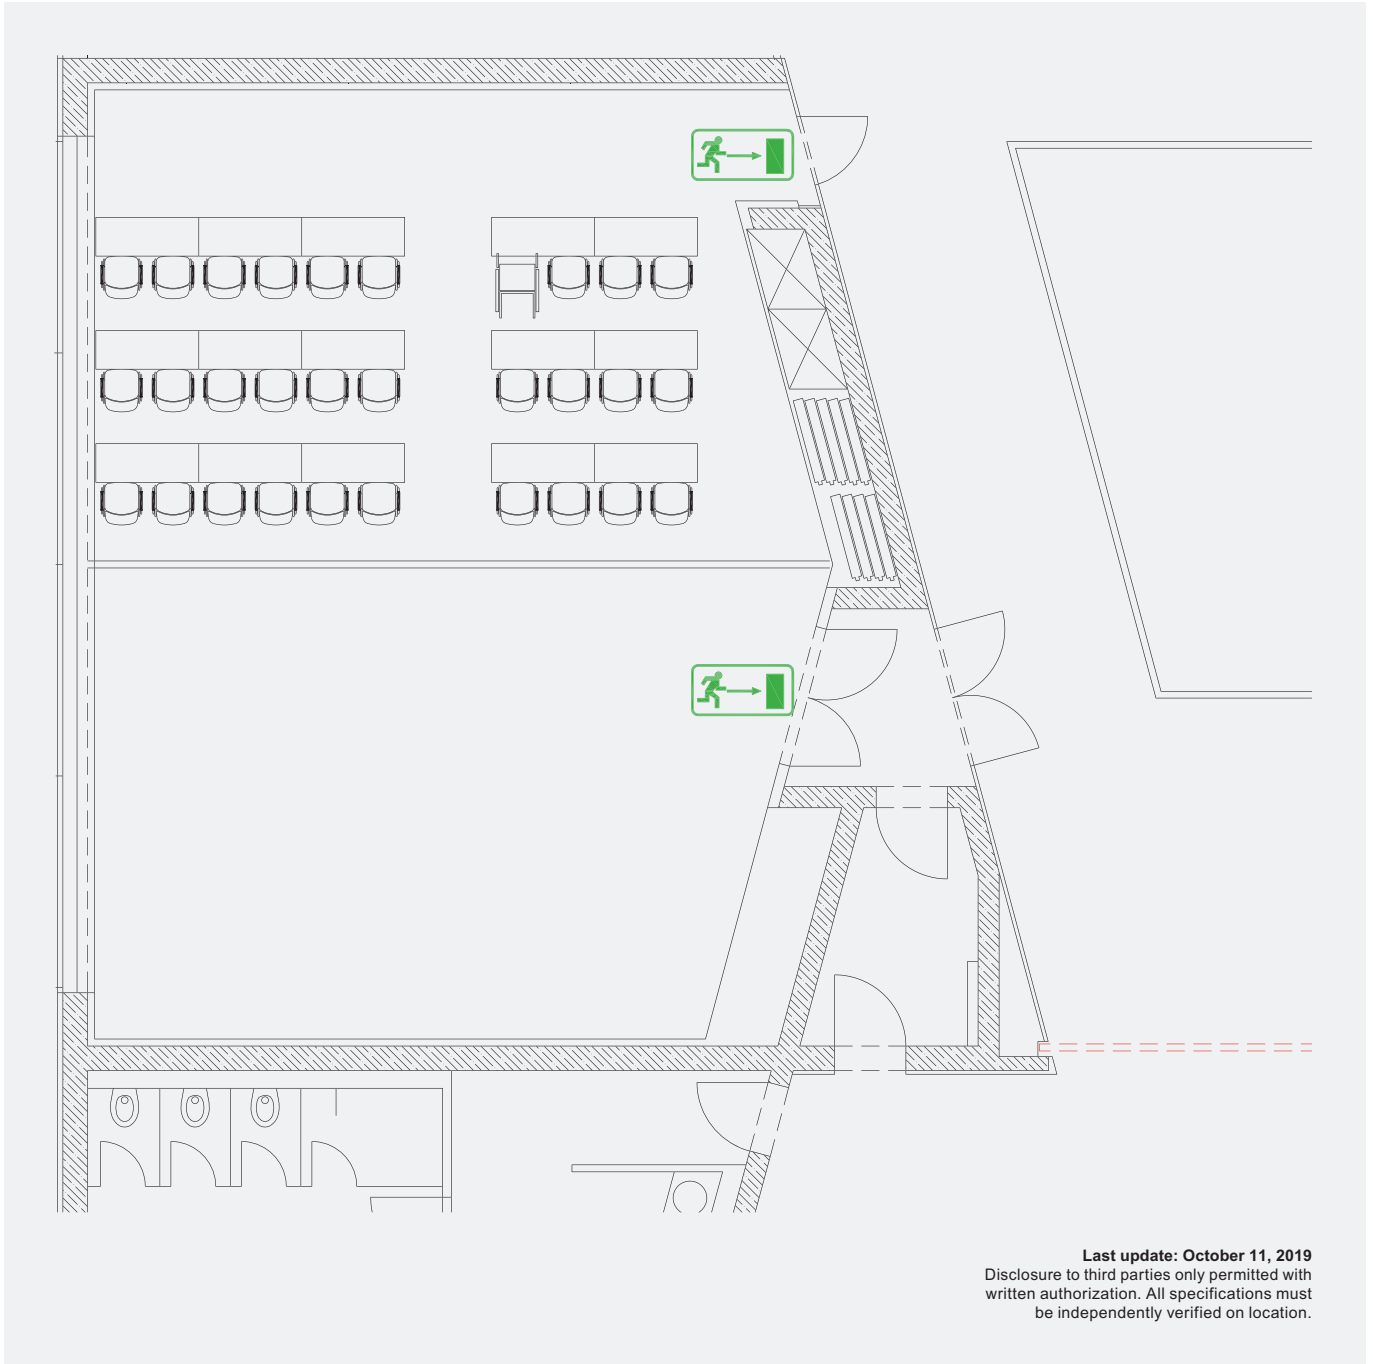 Last update: October 11, 2019
Disclosure to third parties only permitted with
written authorization. All specifications must
be independently verified on location.